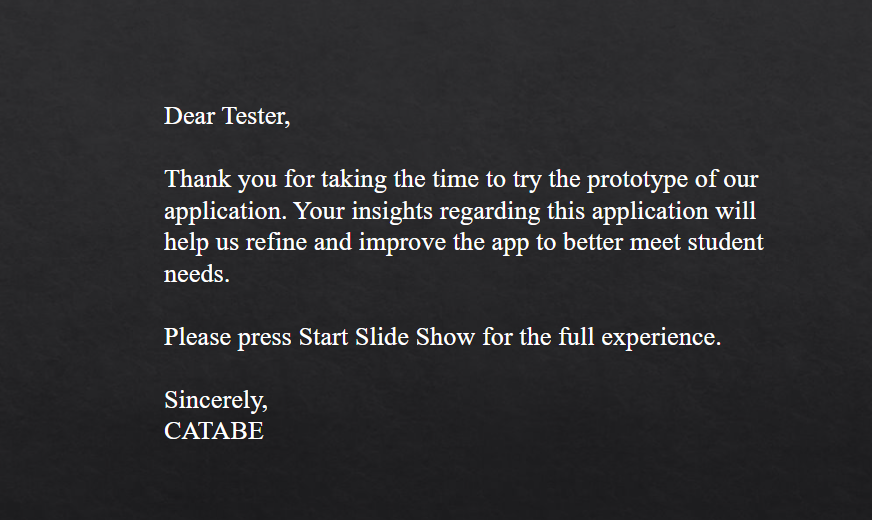 Dear Tester,
Thank you for taking the time to try the prototype of our
application. Your insights regarding this application will
help us refine and improve the app to better meet student
needs.
Please press Start Slide Show for the full experience.
Sincerely,
CATABE